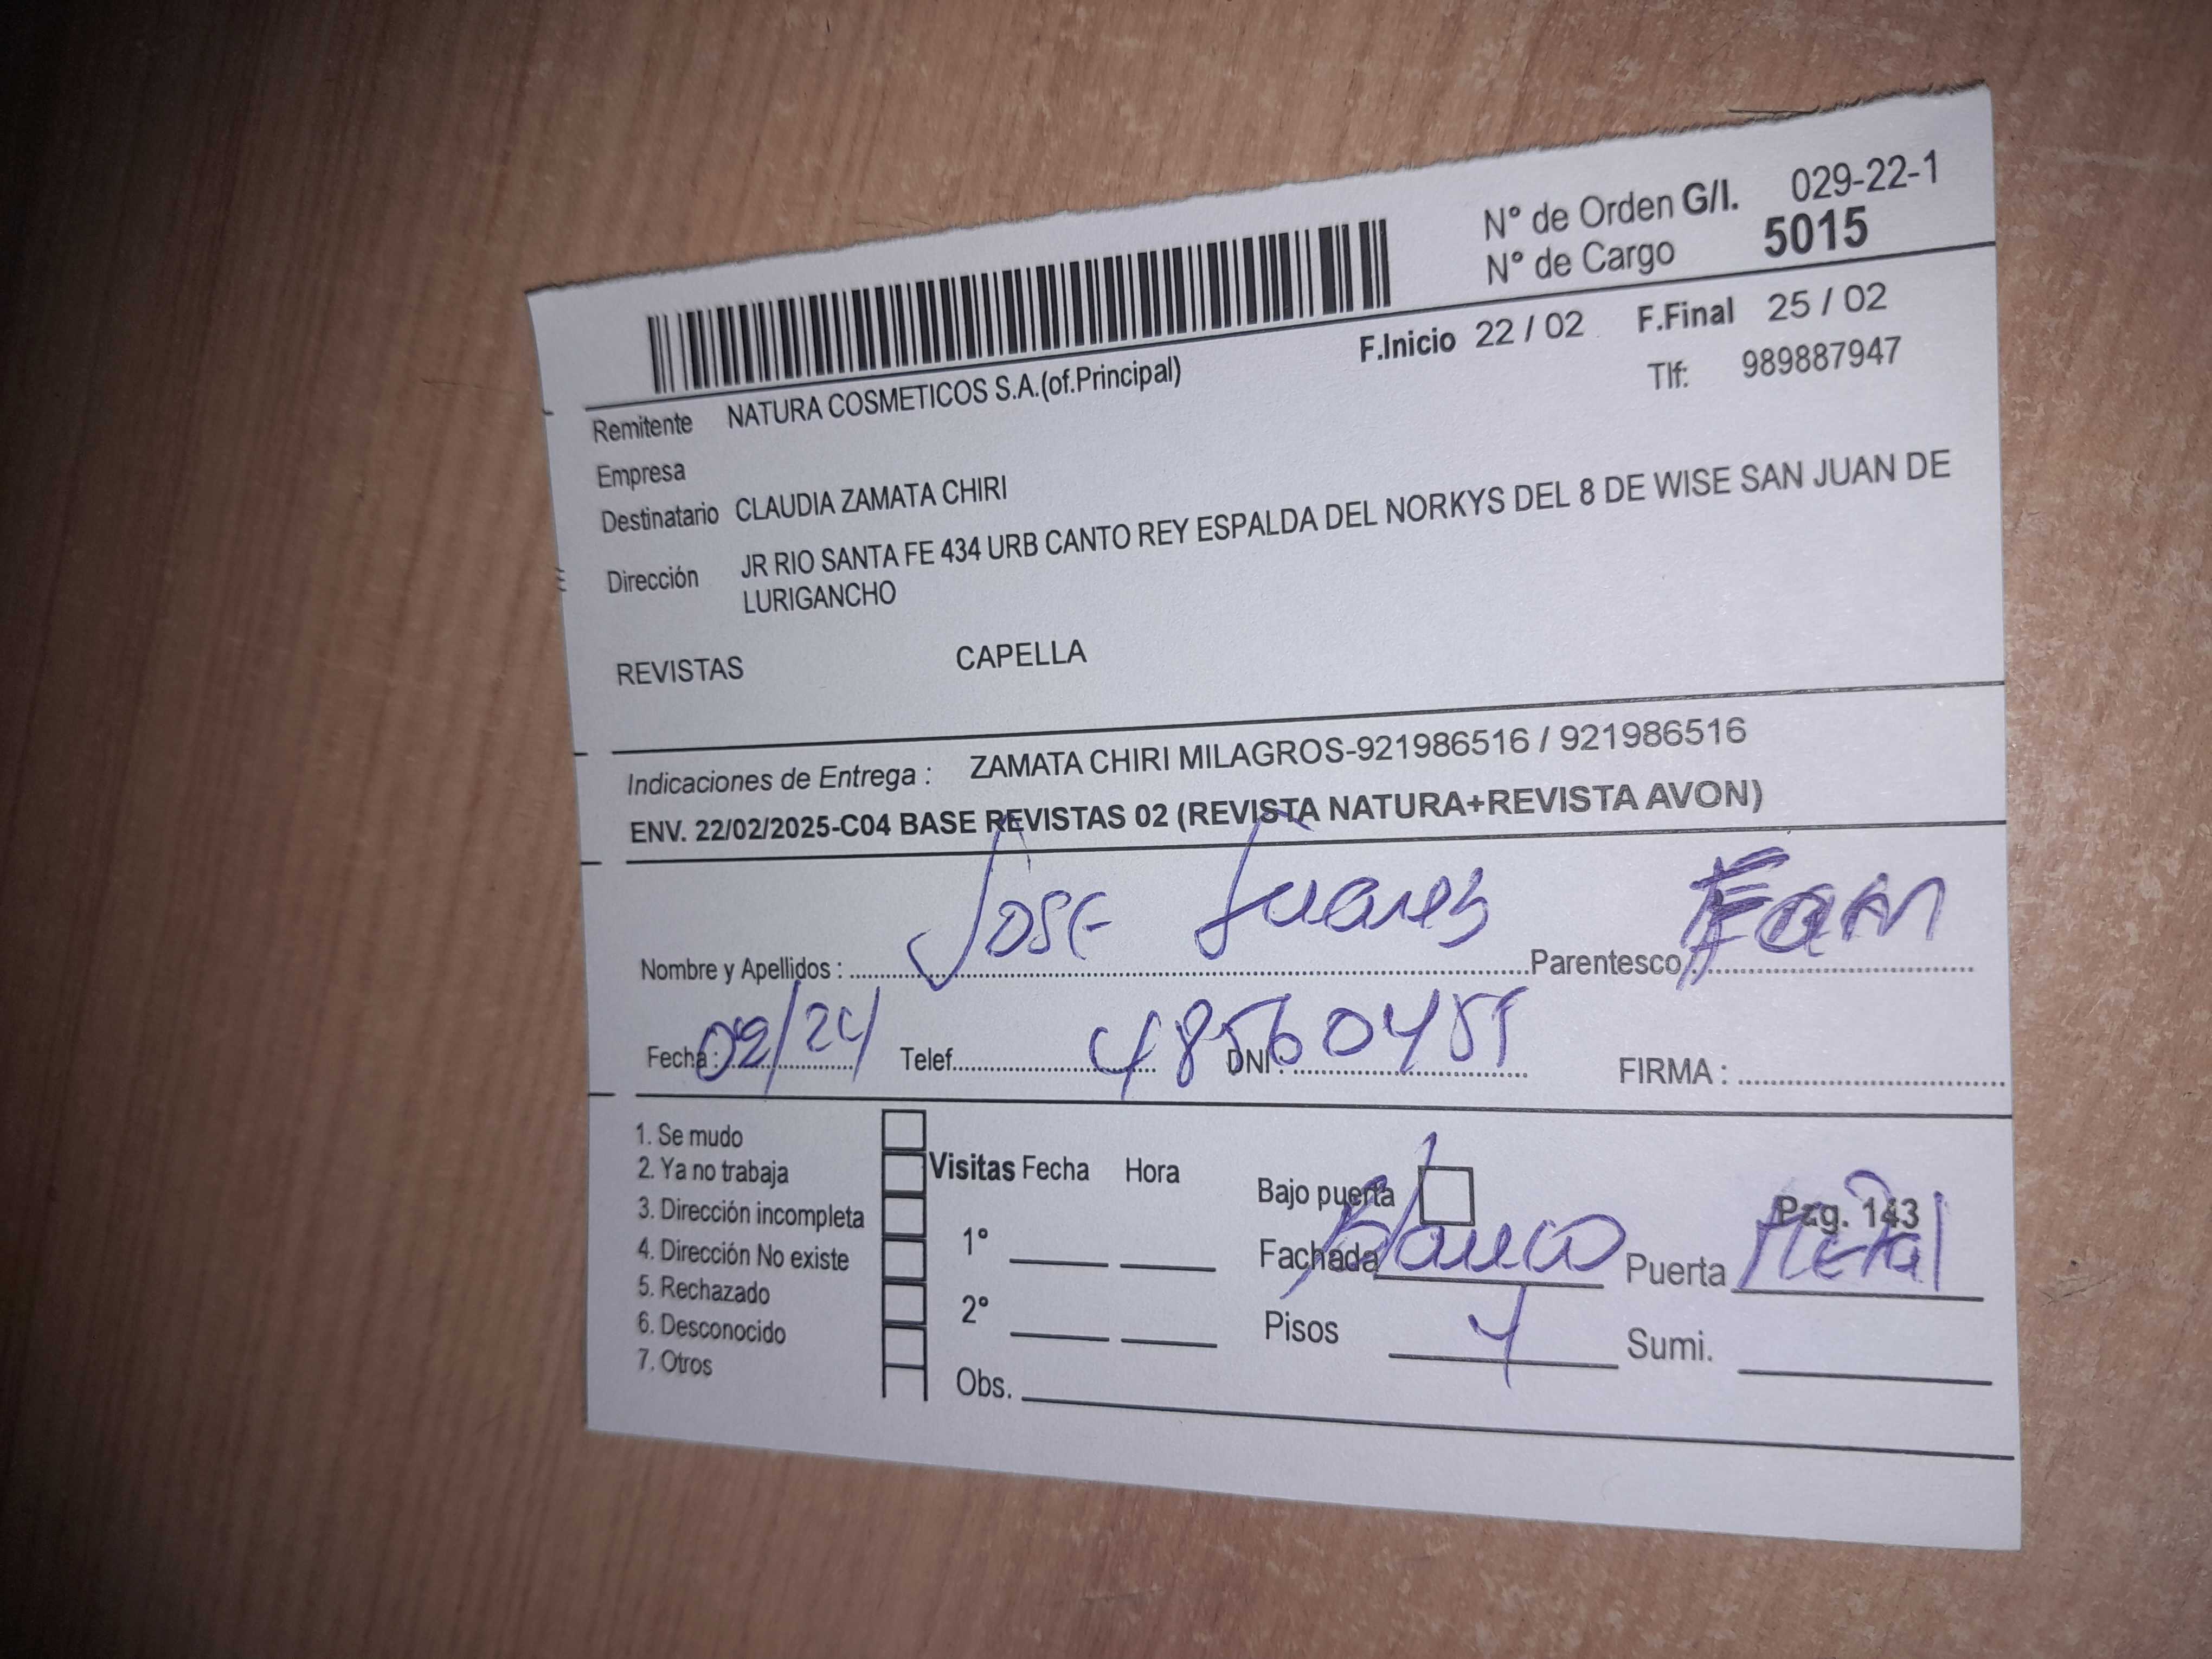 N° de Orden G/I. 029-22-1
N° de Cargo 5015
F.Inicio 22 / 02 F.Final 25 / 02
Remitente NATURA COSMETICOS S.A.(of.Principal) Tlf: 989887947
Empresa
Destinatario CLAUDIA ZAMATA CHIRI
Dirección JR RIO SANTA FE 434 URB CANTO REY ESPALDA DEL NORKYS DEL 8 DE WISE SAN JUAN DE
LURIGANCHO
REVISTAS CAPELLA
Indicaciones de Entrega : ZAMATA CHIRI MILAGROS-921986516 / 921986516
ENV. 22/02/2025-C04 BASE REVISTAS 02 (REVISTA NATURA+REVISTA AVON)
Nombre y Apellidos : Jose Juares Parentesco : Fam
Fecha : 02/24 Telef. DNI : FIRMA :
1. Se mudo
2. Ya no trabaja
3. Dirección incompleta
4. Dirección No existe
5. Rechazado
6. Desconocido
7. Otros
Visitas Fecha Hora
1°
2°
Obs.
Bajo puerta Pag. 143
Fachada Blanco Puerta Metal
Pisos 4 Sumi.